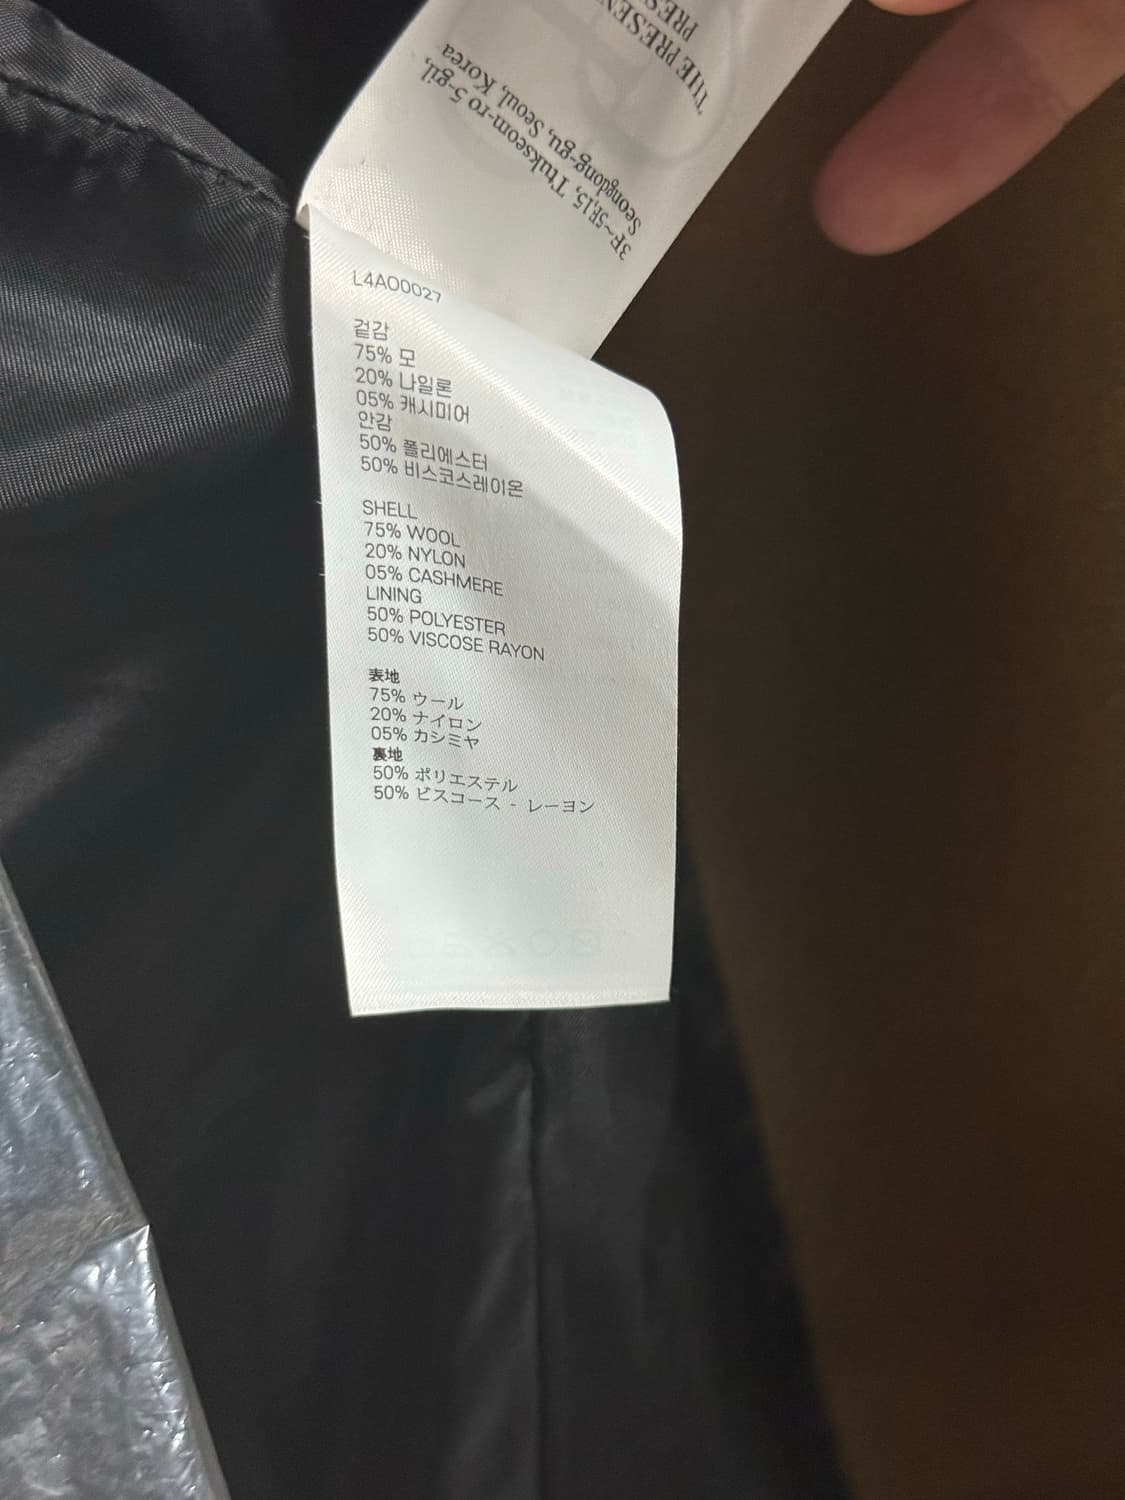 THE PRESEN
PRES
3F~5F,15, Ttukseom-ro 5-gil,
Seongdong-gu, Seoul, Korea
L4AO0027
겉감
75% 모
20% 나일론
05% 캐시미어
안감
50% 폴리에스터
50% 비스코스레이온
SHELL
75% WOOL
20% NYLON
05% CASHMERE
LINING
50% POLYESTER
50% VISCOSE RAYON
表地
75% ウール
20% ナイロン
05% カシミヤ
裏地
50% ポリエステル
50% ビスコース - レーヨン